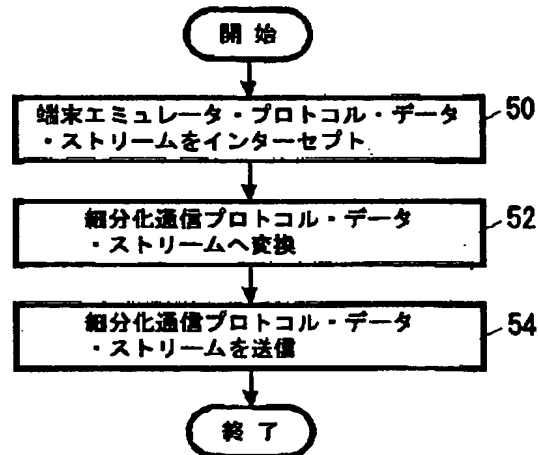 開始
端末エミュレータ・プロトコル・データ
・ストリームをインターセプト
50
細分化通信プロトコル・データ
・ストリームへ変換
52
細分化通信プロトコル・データ
・ストリームを送信
54
終了